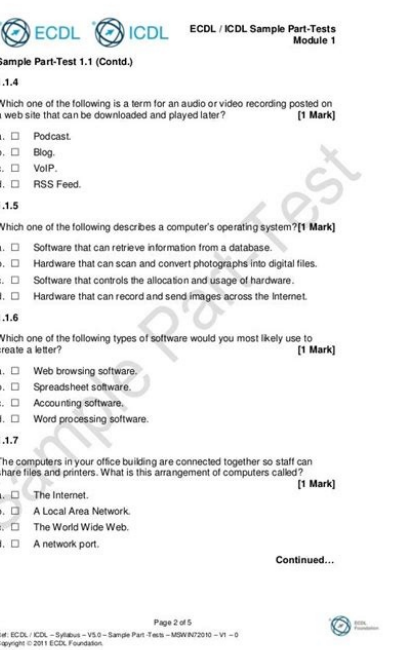 ECDL ICDL ECDL / ICDL Sample Part-Tests
Module 1
Sample Part-Test 1.1 (Contd.)
.1.4
Which one of the following is a term for an audio or video recording posted on
a web site that can be downloaded and played later? [1 Mark]
. ☐ Podcast.
. ☐ Blog.
. ☐ VoIP.
. ☐ RSS Feed.
.1.5
Which one of the following describes a computer's operating system?[1 Mark]
. ☐ Software that can retrieve information from a database.
. ☐ Hardware that can scan and convert photographs into digital files.
. ☐ Software that controls the allocation and usage of hardware.
. ☐ Hardware that can record and send images across the Internet.
.1.6
Which one of the following types of software would you most likely use to
create a letter? [1 Mark]
. ☐ Web browsing software.
. ☐ Spreadsheet software.
. ☐ Accounting software.
. ☐ Word processing software.
.1.7
The computers in your office building are connected together so staff can
share files and printers. What is this arrangement of computers called?
[1 Mark]
. ☐ The Internet.
. ☐ A Local Area Network.
. ☐ The World Wide Web.
. ☐ A network port.
Continued...
Sample Part-Test
Page 2 of 5
Ref: ECDL / ICDL – Syllabus – V5.0 – Sample Part -Tests – MSWIN72010 – V1 – 0
Copyright © 2011 ECDL Foundation.
ECDL
Foundation